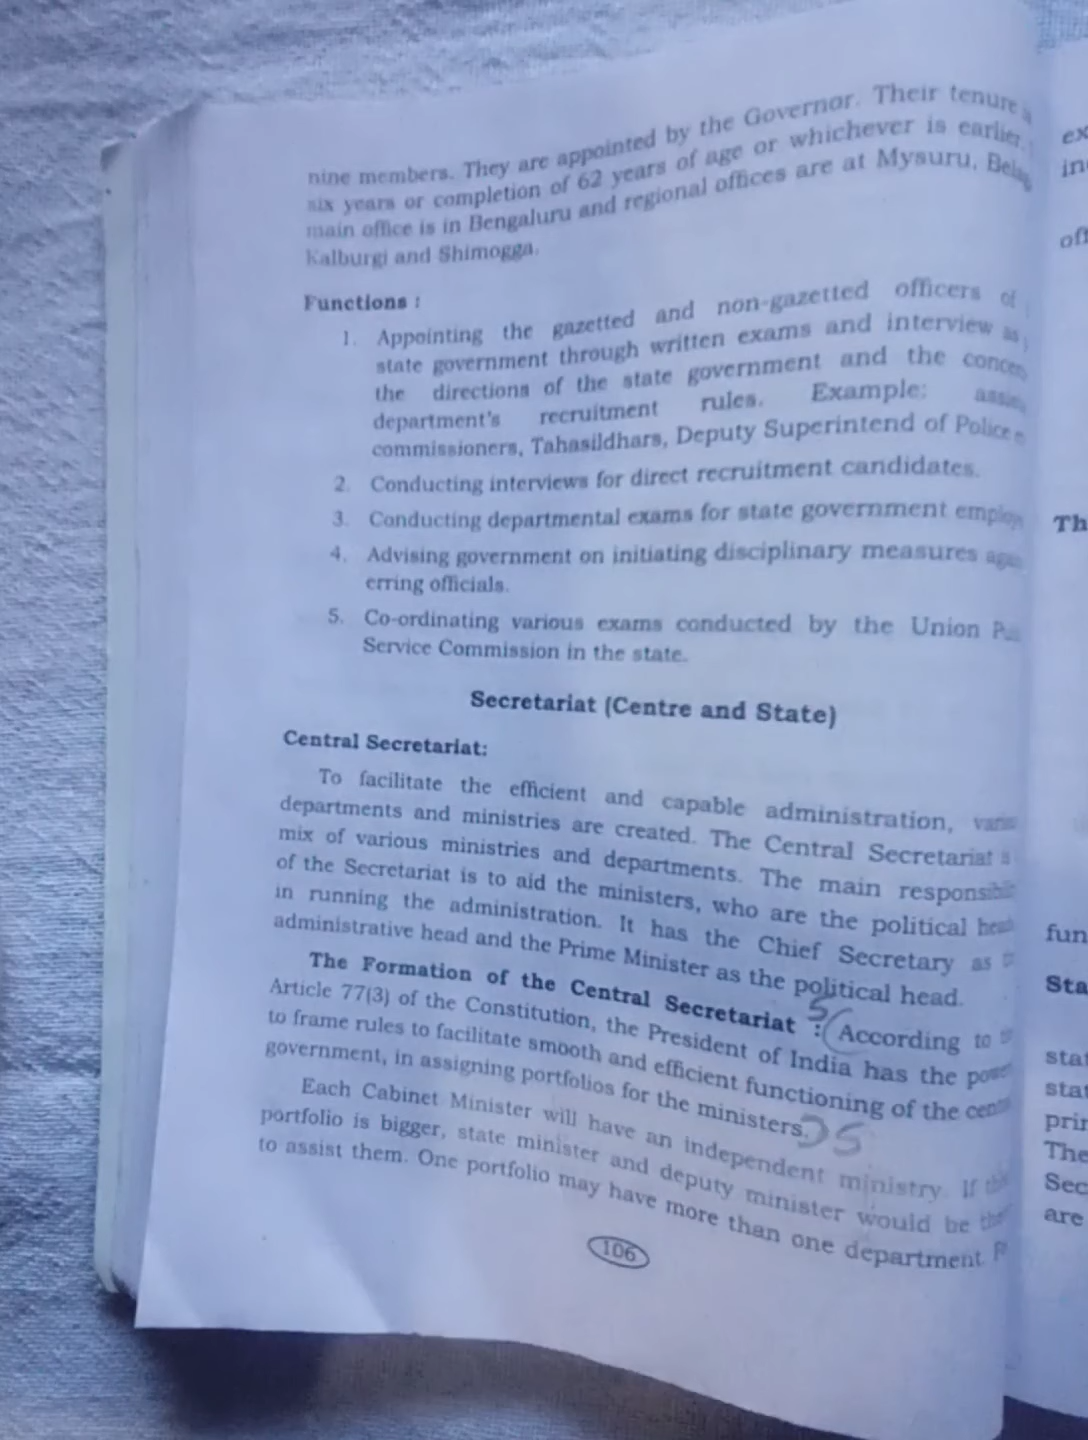 nine members. They are appointed by the Governor. Their tenure
six years or completion of 62 years of age or whichever is earlier.
main office is in Bengaluru and regional offices are at Mysuru,
Kalburgi and Shimogga.
Functions :
1. Appointing the gazetted and non-gazetted officers of
state government through written exams and interview as
the directions of the state government and the
department's recruitment rules. Example:
commissioners, Tahasildhars, Deputy Superintend of Police
2. Conducting interviews for direct recruitment candidates.
3. Conducting departmental exams for state government
4. Advising government on initiating disciplinary measures
erring officials.
5. Co-ordinating various exams conducted by the Union
Service Commission in the state.
Secretariat (Centre and State)
Central Secretariat:
To facilitate the efficient and capable administration,
departments and ministries are created. The Central Secretariat
mix of various ministries and departments. The main
of the Secretariat is to aid the ministers, who are the political
in running the administration. It has the Chief Secretary as
administrative head and the Prime Minister as the political head.
The Formation of the Central Secretariat : According to
Article 77(3) of the Constitution, the President of India has the
to frame rules to facilitate smooth and efficient functioning of the
government, in assigning portfolios for the ministers.
Each Cabinet Minister will have an independent ministry. If
portfolio is bigger, state minister and deputy minister would be
to assist them. One portfolio may have more than one department.
106
Th
fun
Sta
stat
stat
prin
The
Sec
are